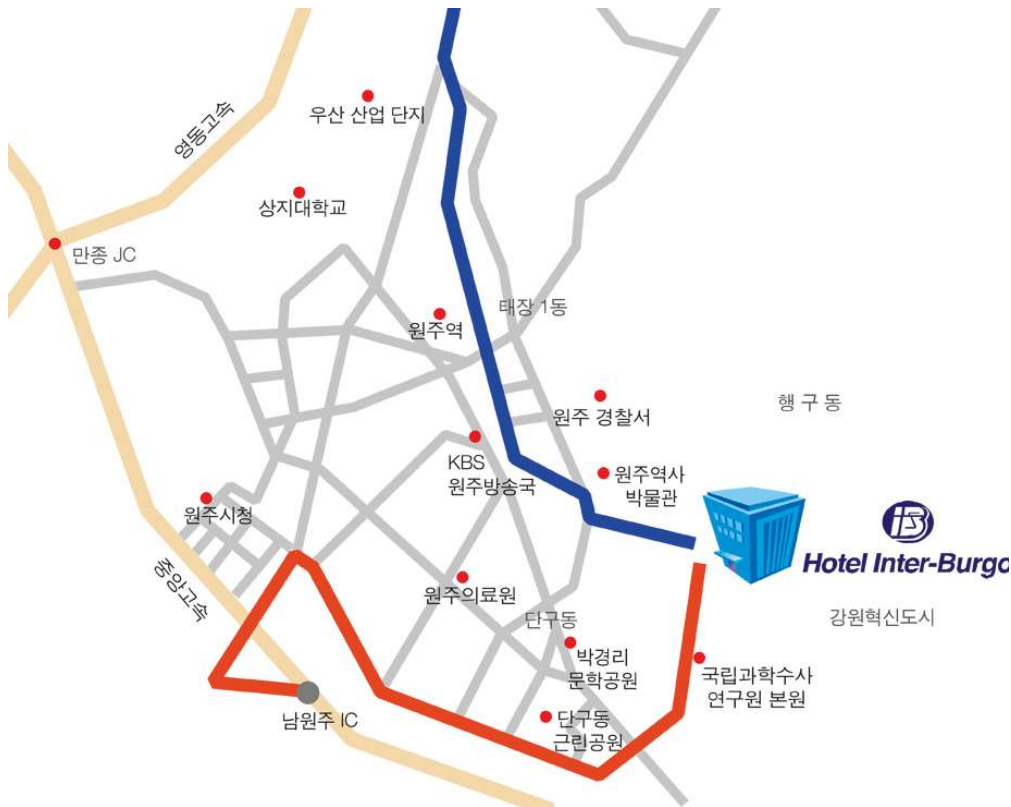 우산 산업 단지
영동고속
상지대학교
만종 JC
태장 1동
원주역
행 구 동
원주 경찰서
KBS
원주방송국
원주역사
박물관
원주시청
Hotel Inter-Burgo
중앙고속
원주의료원
단구동
강원혁신도시
박경리
문학공원
국립과학수사
연구원 본원
남원주 IC
단구동
근린공원